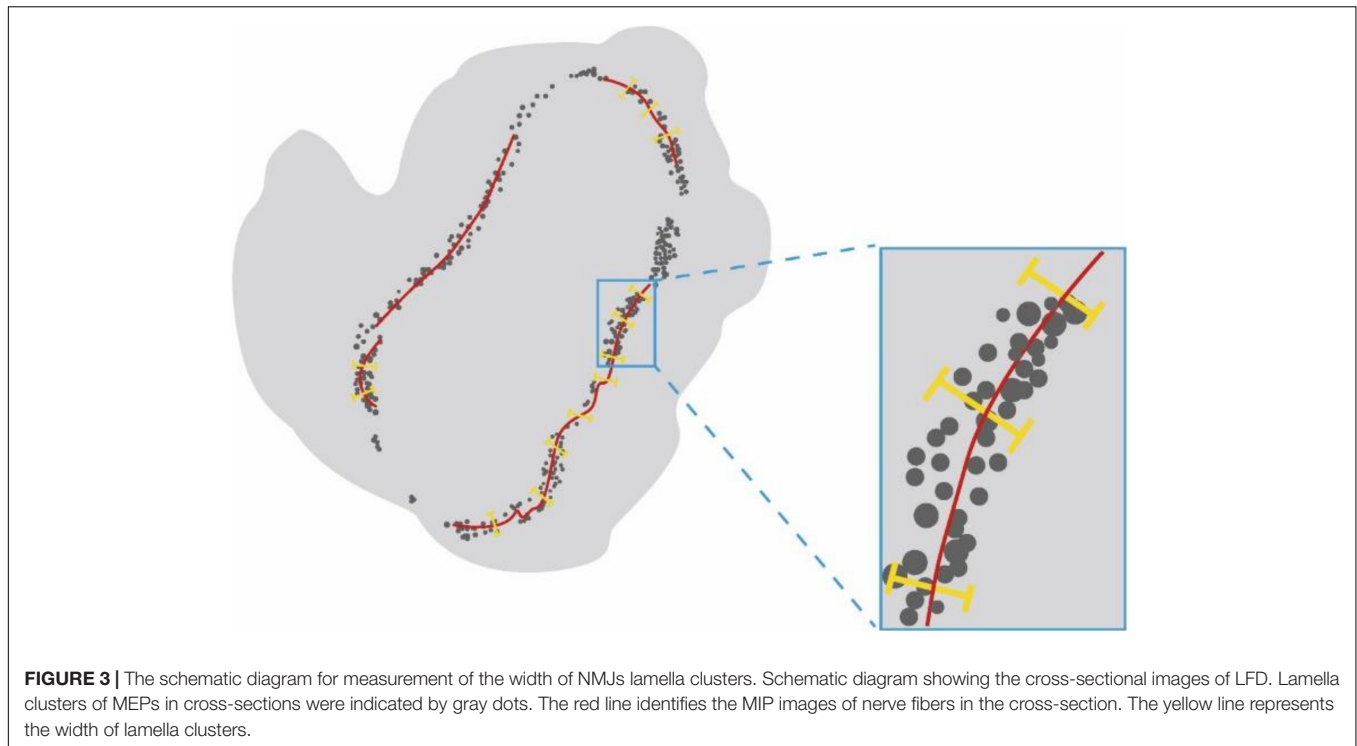 FIGURE 3 | The schematic diagram for measurement of the width of NMJs lamella clusters. Schematic diagram showing the cross-sectional images of LFD. Lamella
clusters of MEPs in cross-sections were indicated by gray dots. The red line identifies the MIP images of nerve fibers in the cross-section. The yellow line represents
the width of lamella clusters.